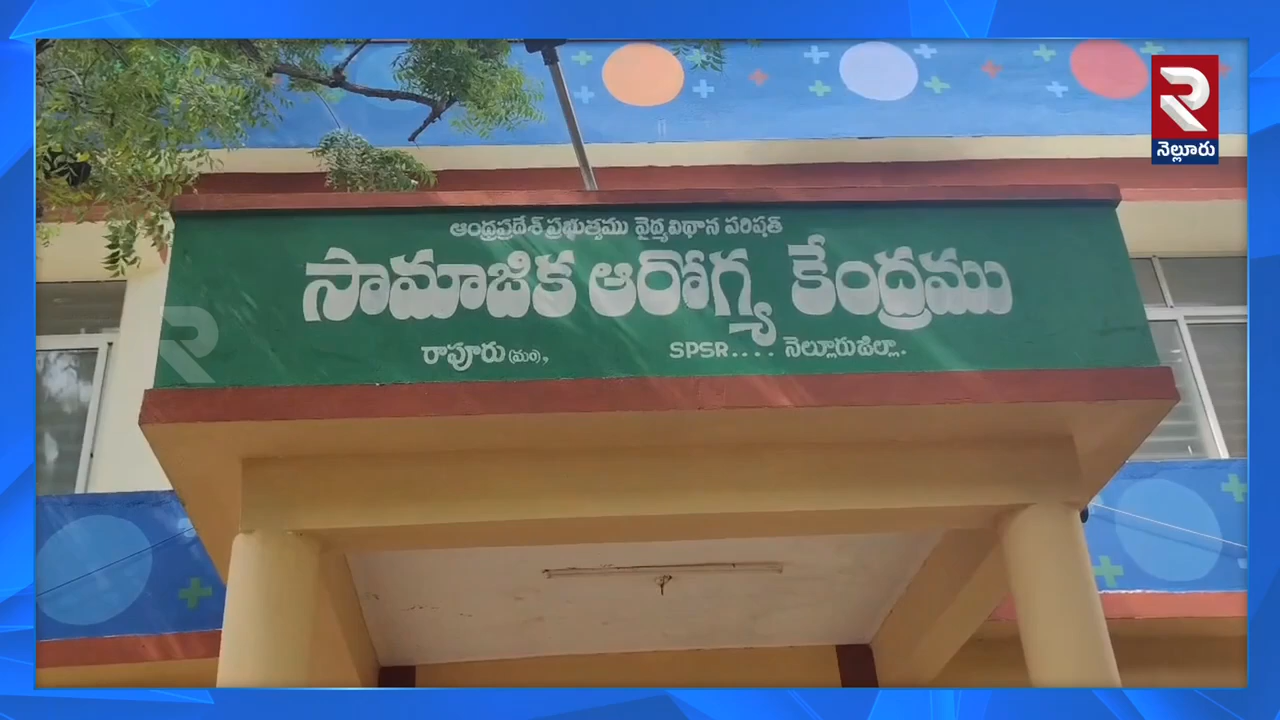 నెల్లూరు
ఆంధ్రప్రదేశ్ ప్రభుత్వము వైద్యవిధాన పరిషత్
సామాజిక ఆరోగ్య కేంద్రము
రాపూరు (మం), SPSR.... నెల్లూరు జిల్లా.